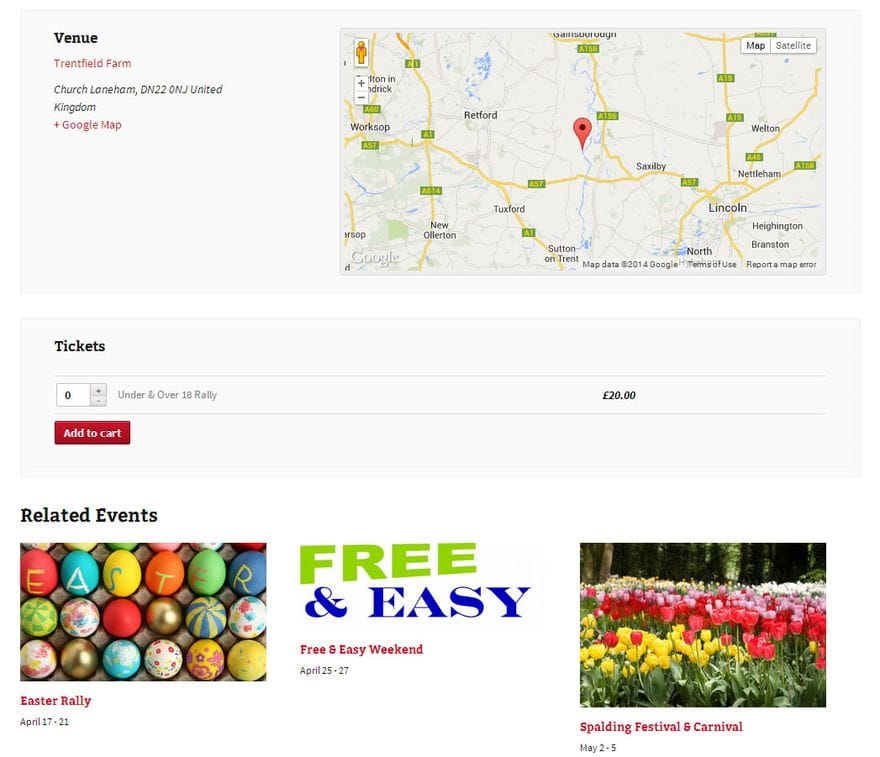 Venue
Trentfield Farm
Church Laneham, DN22 0NJ United
Kingdom
+ Google Map
Gainsborough
A156
Map
Satellite
A1
+
-
lton in
ndrick
A60
Worksop
A57
Retford
A1
A156
A15
A15
Welton
A46
A158
Nettleham
Saxilby
A57
A57
A614
Tuxford
Lincoln
New
Ollerton
arsop
A1
Heighington
Branston
Sutton
on Trent
North
Google
Map data ©2014 Google
Terms of Use
Report a map error
Tickets
0
+
-
Under & Over 18 Rally
£20.00
Add to cart
Related Events
EASTER
FREE
& EASY
Easter Rally
April 17 - 21
Free & Easy Weekend
April 25 - 27
Spalding Festival & Carnival
May 2 - 5